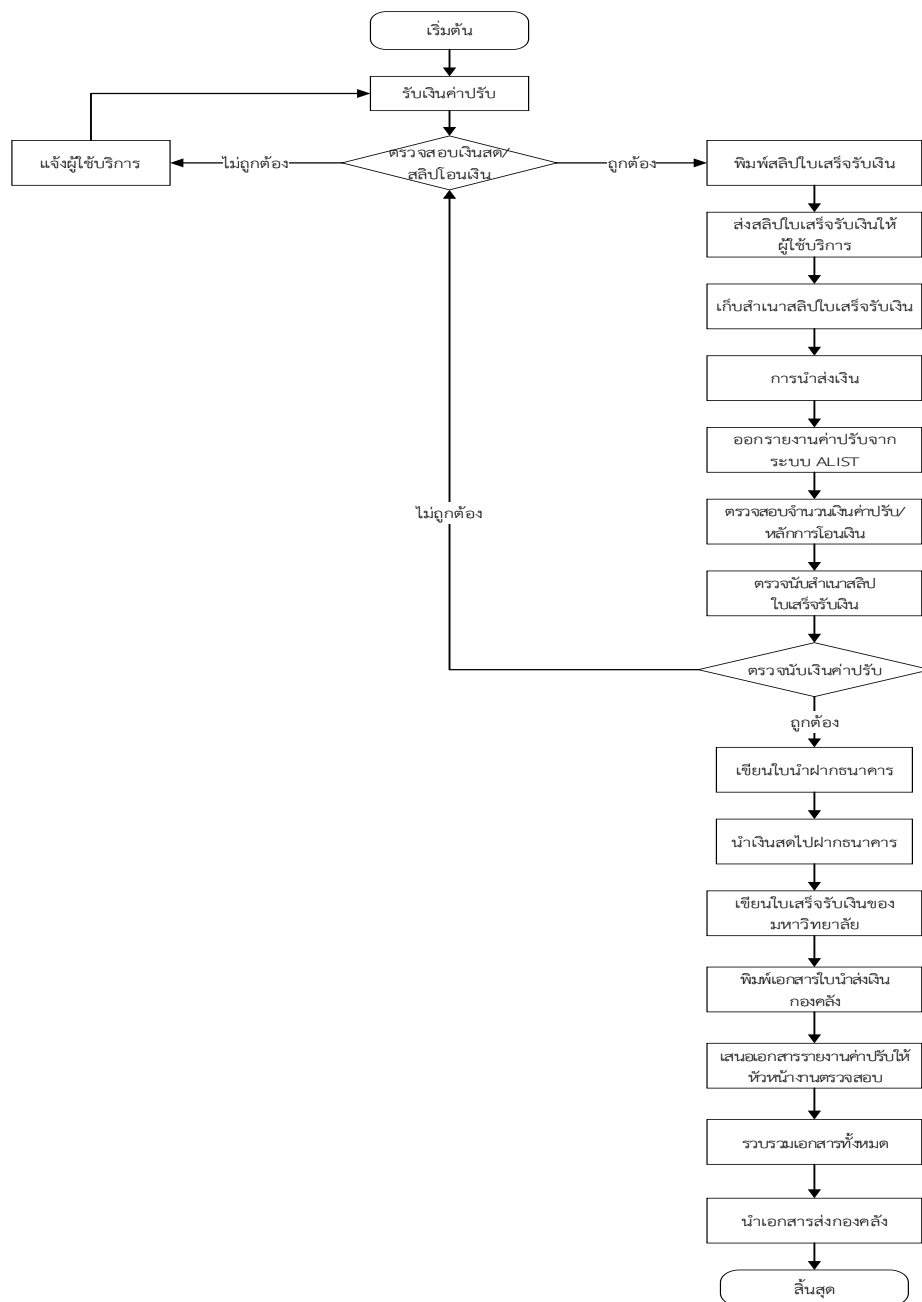 เริ่มต้น
รับเงินค่าปรับ
แจ้งผู้ใช้บริการ
ไม่ถูกต้อง
ตรวจสอบเงินสด/
สลิปโอนเงิน
ถูกต้อง
พิมพ์สลิปใบเสร็จรับเงิน
ส่งสลิปใบเสร็จรับเงินให้
ผู้ใช้บริการ
เก็บสำเนาสลิปใบเสร็จรับเงิน
การนำส่งเงิน
ออกรายงานค่าปรับจาก
ระบบ ALIST
ไม่ถูกต้อง
ตรวจสอบจำนวนเงินค่าปรับ/
หลักการโอนเงิน
ตรวจนับสำเนาสลิป
ใบเสร็จรับเงิน
ตรวจนับเงินค่าปรับ
ถูกต้อง
เขียนใบนำฝากธนาคาร
นำเงินสดไปฝากธนาคาร
เขียนใบเสร็จรับเงินของ
มหาวิทยาลัย
พิมพ์เอกสารใบนำส่งเงิน
กองคลัง
เสนอเอกสารรายงานค่าปรับให้
หัวหน้างานตรวจสอบ
รวบรวมเอกสารทั้งหมด
นำเอกสารส่งกองคลัง
สิ้นสุด